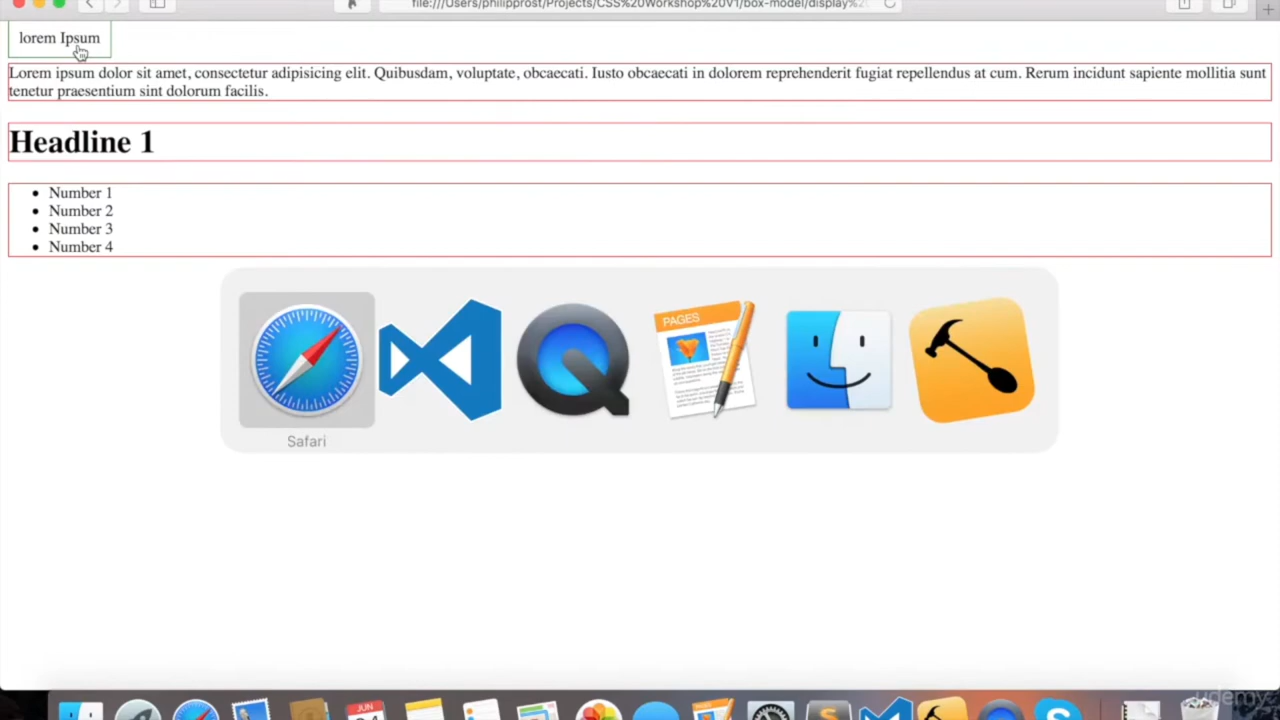 file:///Users/philipprost/Projects/CSS%20Workshop%20V1/box-model/display%2
lorem Ipsum
Lorem ipsum dolor sit amet, consectetur adipisicing elit. Quibusdam, voluptate, obcaecati. Iusto obcaecati in dolorem reprehenderit fugiat repellendus at cum. Rerum incidunt sapiente mollitia sunt
tenetur praesentium sint dolorum facilis.
Headline 1
• Number 1
• Number 2
• Number 3
• Number 4
PAGES
Safari
JUN
udemy